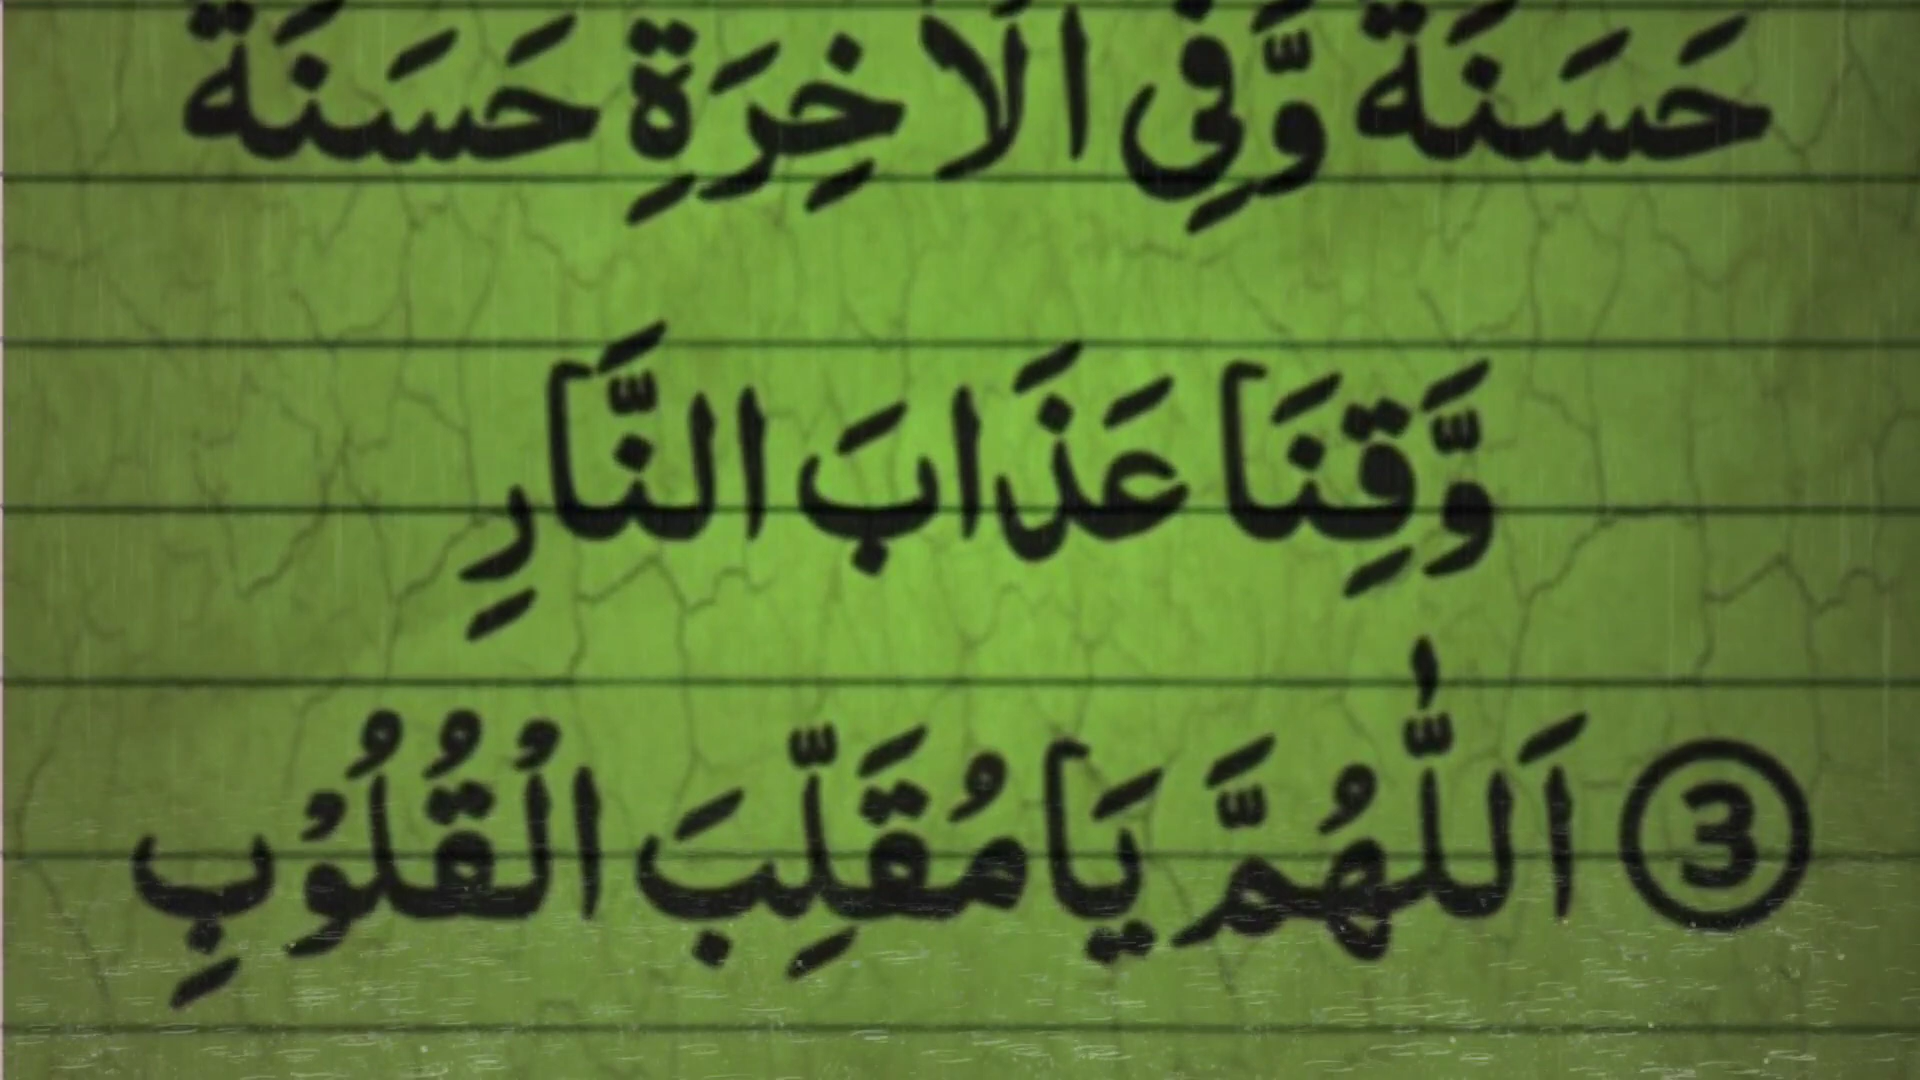 حَسَنَةً وَّفِي الْاٰخِرَةِ حَسَنَةً
وَّقِنَا عَذَابَ النَّارِ
③ اَللّٰهُمَّ يَا مُقَلِّبَ الْقُلُوْبِ